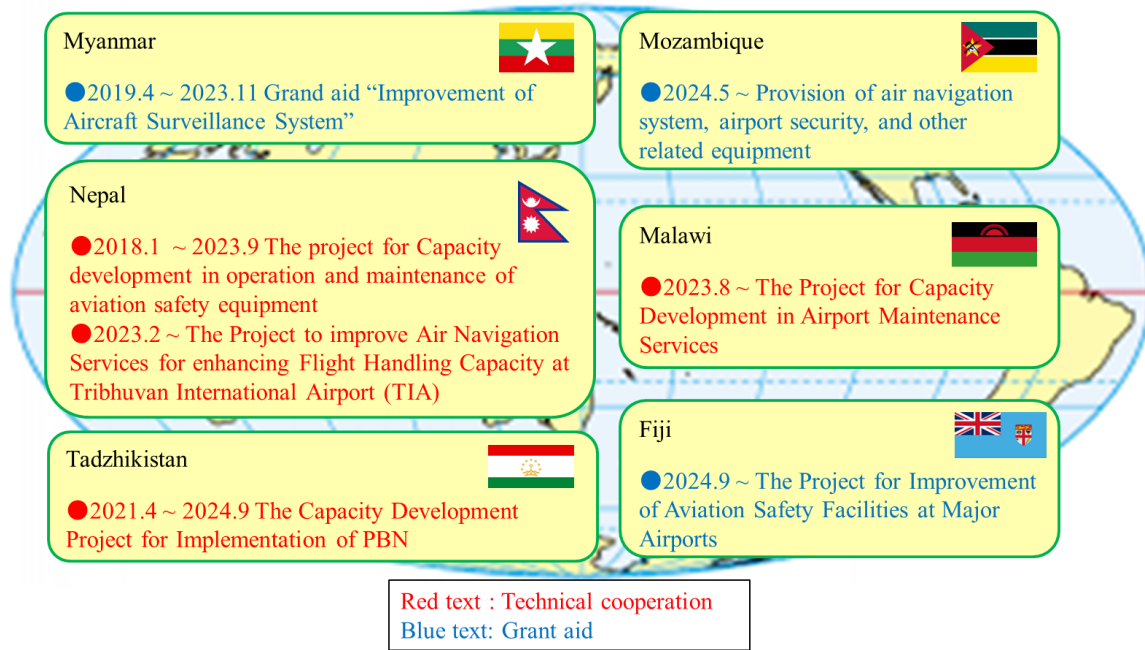 Myanmar
●2019.4 ~ 2023.11 Grand aid “Improvement of
Aircraft Surveillance System”
Nepal
●2018.1 ~ 2023.9 The project for Capacity
development in operation and maintenance of
aviation safety equipment
●2023.2 ~ The Project to improve Air Navigation
Services for enhancing Flight Handling Capacity at
Tribhuvan International Airport (TIA)
Tadzhikistan
●2021.4 ~ 2024.9 The Capacity Development
Project for Implementation of PBN
Mozambique
●2024.5 ~ Provision of air navigation
system, airport security, and other
related equipment
Malawi
●2023.8 ~ The Project for Capacity
Development in Airport Maintenance
Services
Fiji
●2024.9 ~ The Project for Improvement
of Aviation Safety Facilities at Major
Airports
Red text : Technical cooperation
Blue text: Grant aid